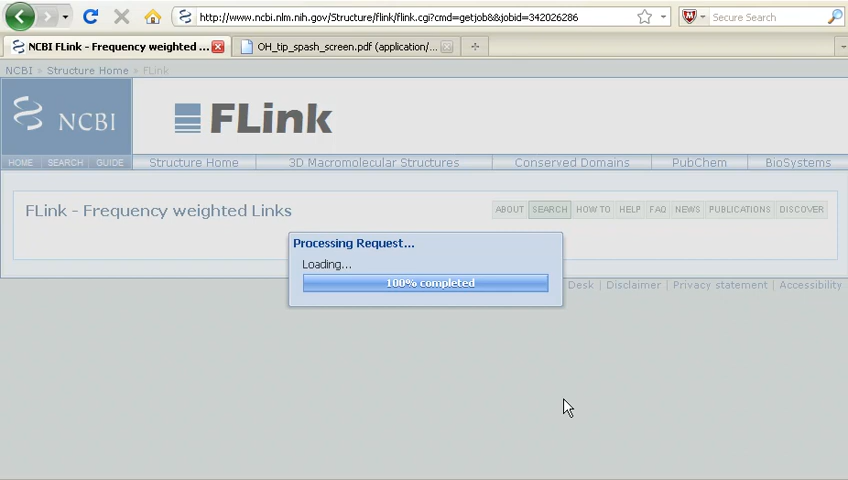 http://www.ncbi.nlm.nih.gov/Structure/flink/flink.cgi?cmd=getjob&&jobid=342026286
Secure Search
NCBI FLink - Frequency weighted ...
OH_tip_spash_screen.pdf (application/...
NCBI » Structure Home » FLink
NCBI
FLink
HOME SEARCH GUIDE Structure Home 3D Macromolecular Structures Conserved Domains PubChem BioSystems
FLink - Frequency weighted Links
ABOUT SEARCH HOW TO HELP FAQ NEWS PUBLICATIONS DISCOVER
Processing Request...
Loading...
100% completed
Desk | Disclaimer | Privacy statement | Accessibility